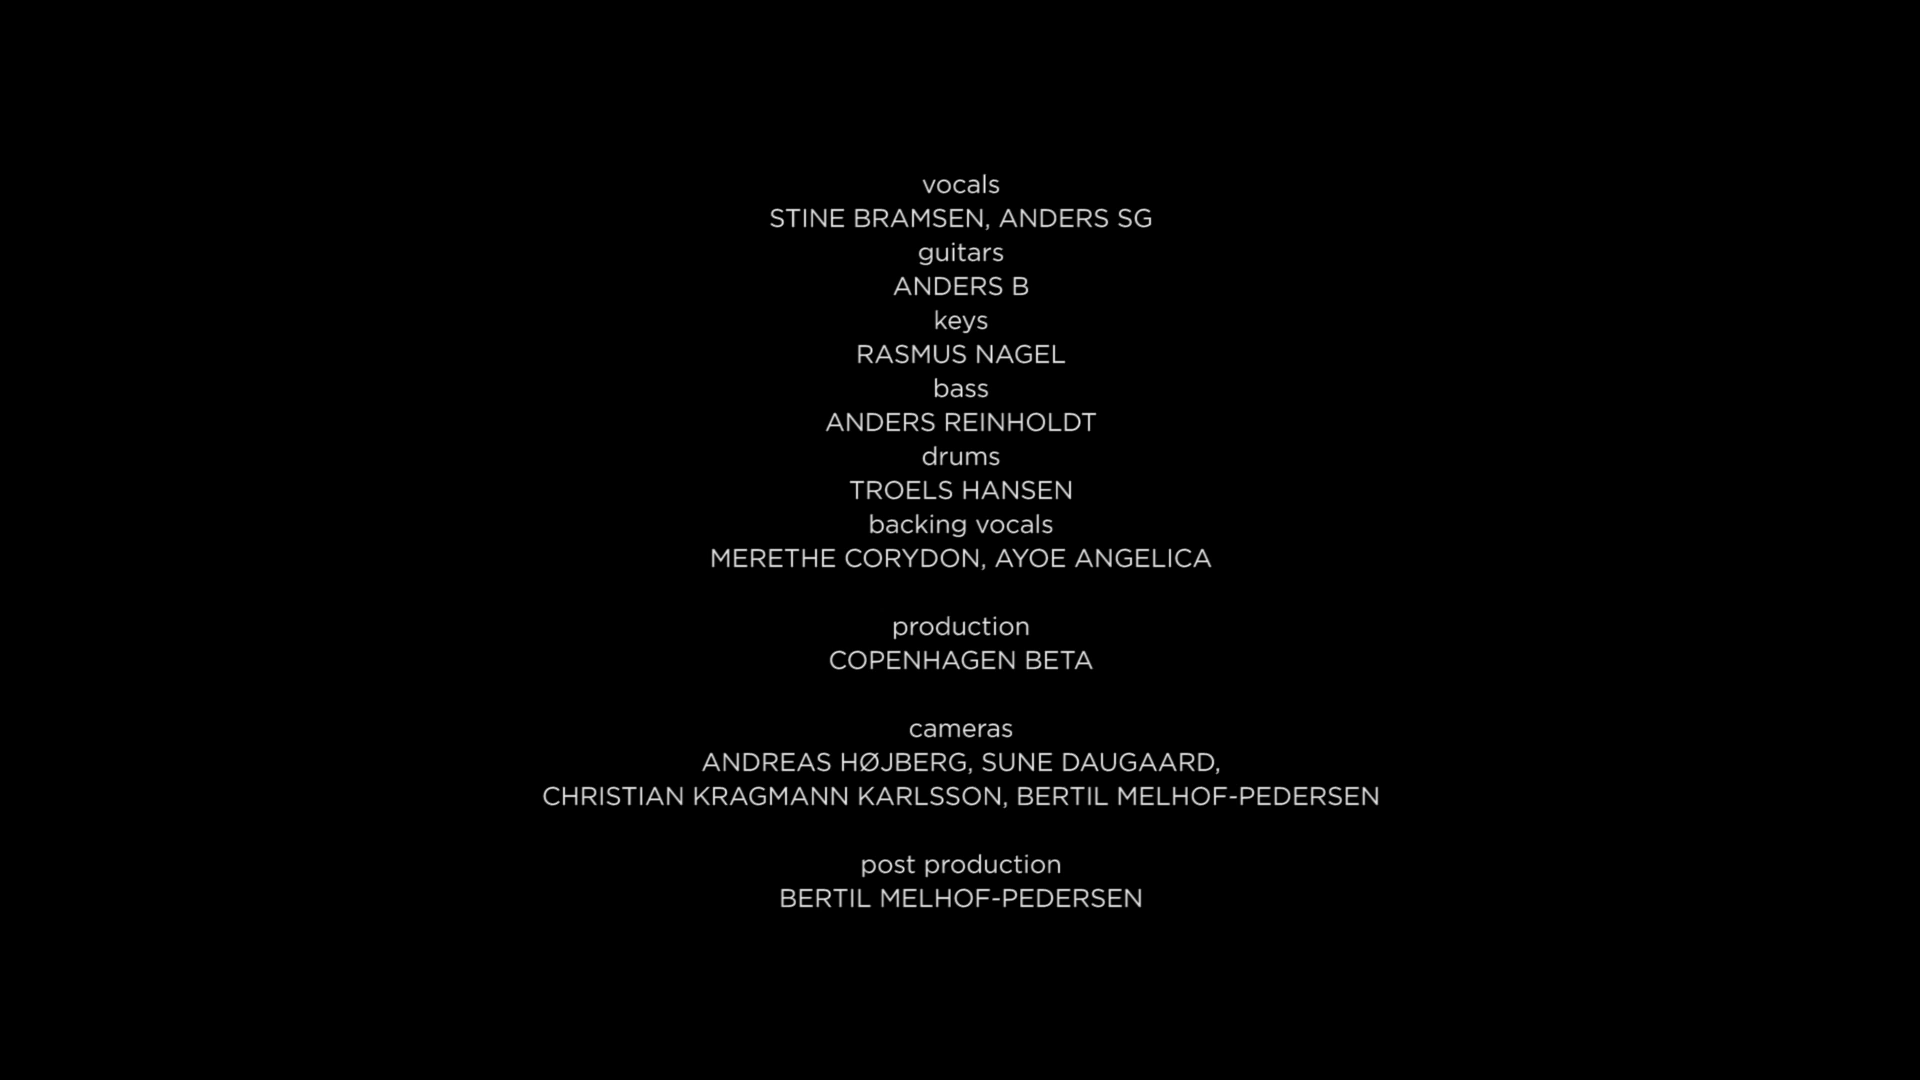 vocals
STINE BRAMSEN, ANDERS SG
guitars
ANDERS B
keys
RASMUS NAGEL
bass
ANDERS REINHOLDT
drums
TROELS HANSEN
backing vocals
MERETHE CORYDON, AYOE ANGELICA
production
COPENHAGEN BETA
cameras
ANDREAS HØJBERG, SUNE DAUGAARD,
CHRISTIAN KRAGMANN KARLSSON, BERTIL MELHOF-PEDERSEN
post production
BERTIL MELHOF-PEDERSEN